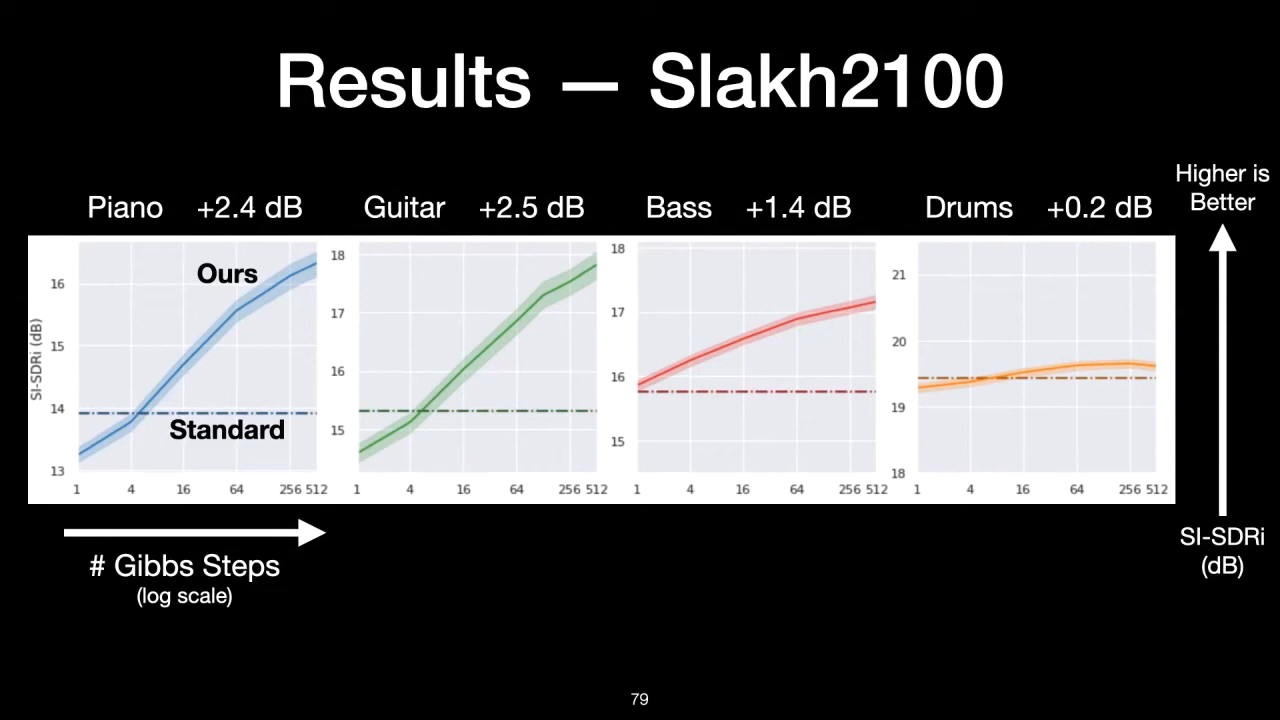 Results — Slakh2100
Higher is
Better
Piano +2.4 dB Guitar +2.5 dB Bass +1.4 dB Drums +0.2 dB
SI-SDRi (dB)
16
15
14
13
Ours
Standard
1 4 16 64 256 512
18
17
16
15
1 4 16 64 256 512
18
17
16
15
1 4 16 64 256 512
21
20
19
18
1 4 16 64 256 512
# Gibbs Steps
(log scale)
SI-SDRi
(dB)
79